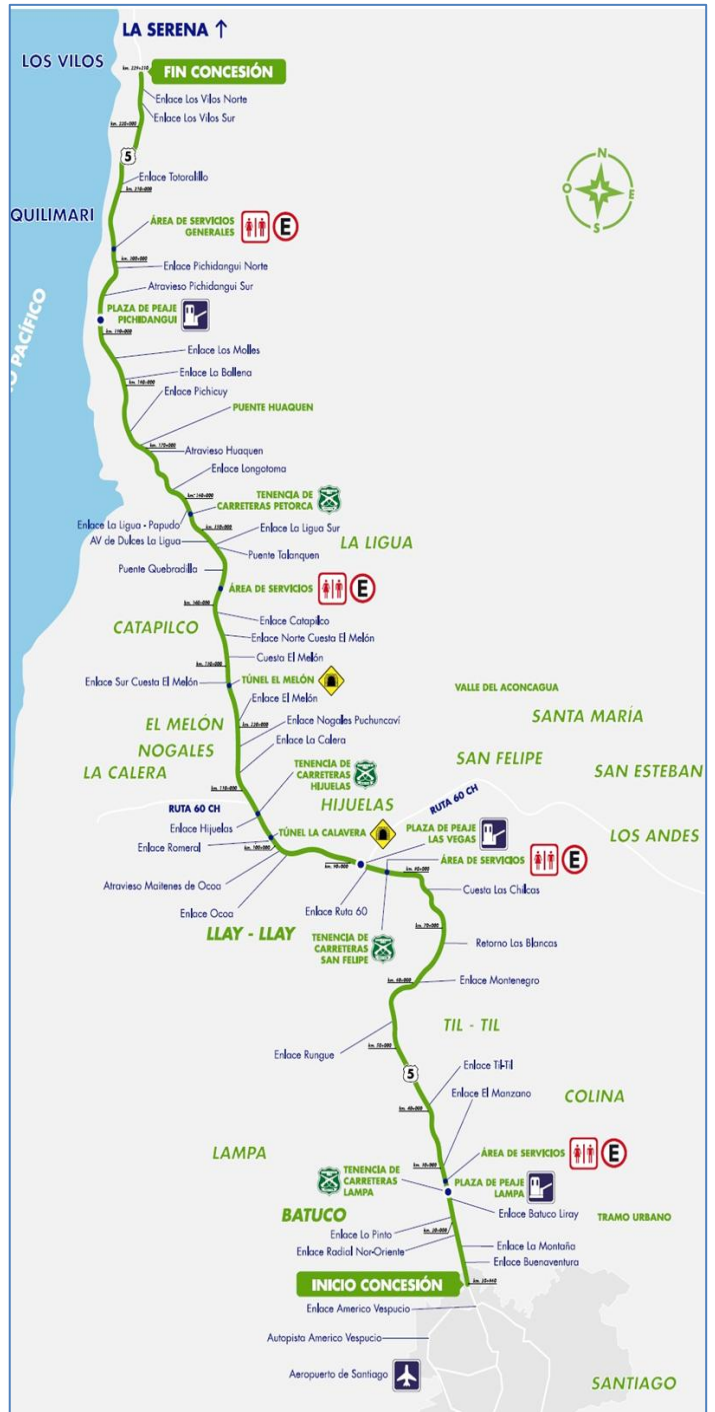 LA SERENA ↑
LOS VILOS
FIN CONCESIÓN
Enlace Los Vilos Norte
Enlace Los Vilos Sur
5
Enlace Totoralillo
QUILIMARI
ÁREA DE SERVICIOS
GENERALES
E
Enlace Pichidangui Norte
Atravieso Pichidangui Sur
PLAZA DE PEAJE
PICHIDANGUI
O PACÍFICO
Enlace Los Molles
Enlace La Ballena
Enlace Pichicuy
PUENTE HUAQUEN
Atravieso Huaquen
Enlace Longotoma
TENENCIA DE
CARRETERAS PETORCA
Enlace La Ligua - Papudo
AV de Dulces La Ligua
Enlace La Ligua Sur
LA LIGUA
Puente Talanquen
Puente Quebradilla
ÁREA DE SERVICIOS
E
CATAPILCO
Enlace Catapilco
Enlace Norte Cuesta El Melón
Cuesta El Melón
Enlace Sur Cuesta El Melón
TÚNEL EL MELÓN
VALLE DEL ACONCAGUA
Enlace El Melón
EL MELÓN
Enlace Nogales Puchuncaví
SANTA MARÍA
NOGALES
Enlace La Calera
LA CALERA
TENENCIA DE
CARRETERAS
HIJUELAS
SAN FELIPE
SAN ESTEBAN
RUTA 60 CH
HIJUELAS
RUTA 60 CH
Enlace Hijuelas
TÚNEL LA CALAVERA
PLAZA DE PEAJE
LAS VEGAS
LOS ANDES
Enlace Romeral
ÁREA DE SERVICIOS
E
Atravieso Maitenes de Ocoa
Cuesta Las Chilcas
Enlace Ocoa
Enlace Ruta 60
LLAY - LLAY
TENENCIA DE
CARRETERAS
SAN FELIPE
Retorno Las Blancas
Enlace Montenegro
TIL - TIL
Enlace Rungue
5
Enlace Til-Til
Enlace El Manzano
COLINA
LAMPA
ÁREA DE SERVICIOS
E
TENENCIA DE
CARRETERAS
LAMPA
PLAZA DE PEAJE
LAMPA
BATUCO
Enlace Batuco Liray
TRAMO URBANO
Enlace Lo Pinto
Enlace Radial Nor-Oriente
Enlace La Montaña
Enlace Buenaventura
INICIO CONCESIÓN
Enlace Americo Vespucio
Autopista Americo Vespucio
Aeropuerto de Santiago
SANTIAGO
N
O
E
S